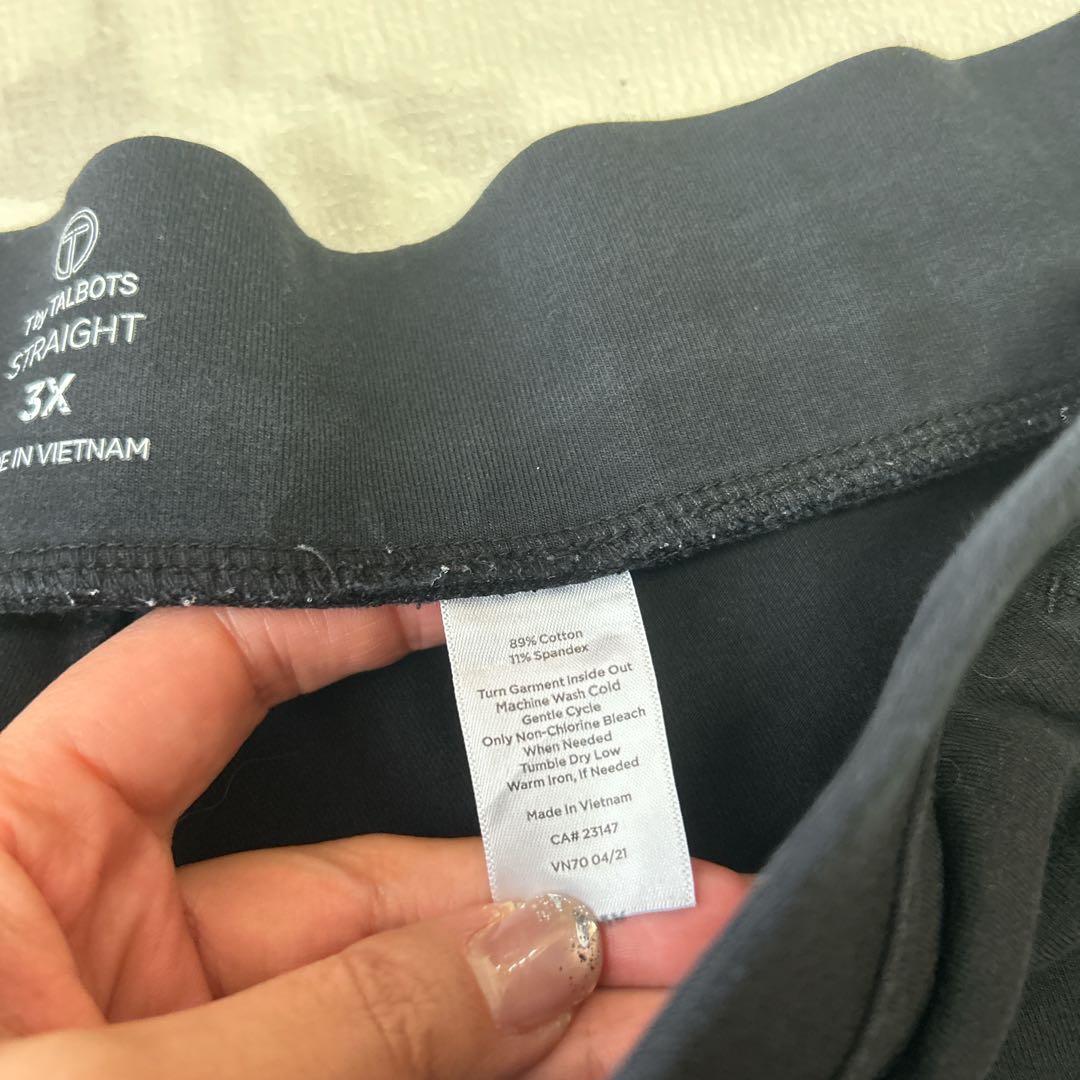 T
T by TALBOTS
STRAIGHT
3X
E IN VIETNAM
89% Cotton
11% Spandex
Turn Garment Inside Out
Machine Wash Cold
Gentle Cycle
Only Non-Chlorine Bleach
When Needed
Tumble Dry Low
Warm Iron, If Needed
Made In Vietnam
CA# 23147
VN70 04/21